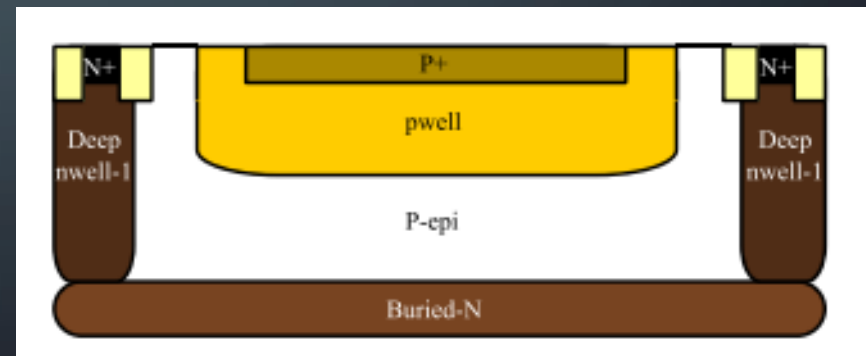 N+
P+
N+
pwell
Deep
nwell-1
Deep
nwell-1
P-epi
Buried-N